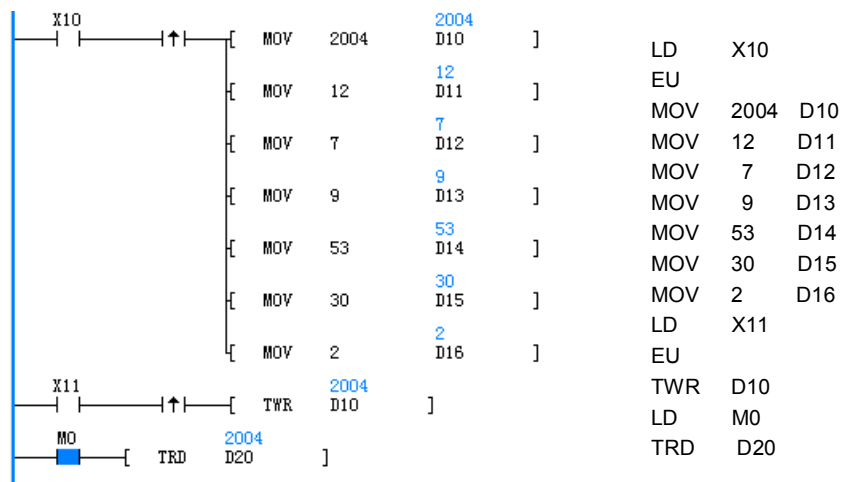 X10 2004
[ MOV 2004 D10 ]
12
[ MOV 12 D11 ]
7
[ MOV 7 D12 ]
9
[ MOV 9 D13 ]
53
[ MOV 53 D14 ]
30
[ MOV 30 D15 ]
2
[ MOV 2 D16 ]
X11 2004
[ TWR D10 ]
M0 2004
[ TRD D20 ]
LD X10
EU
MOV 2004 D10
MOV 12 D11
MOV 7 D12
MOV 9 D13
MOV 53 D14
MOV 30 D15
MOV 2 D16
LD X11
EU
TWR D10
LD M0
TRD D20